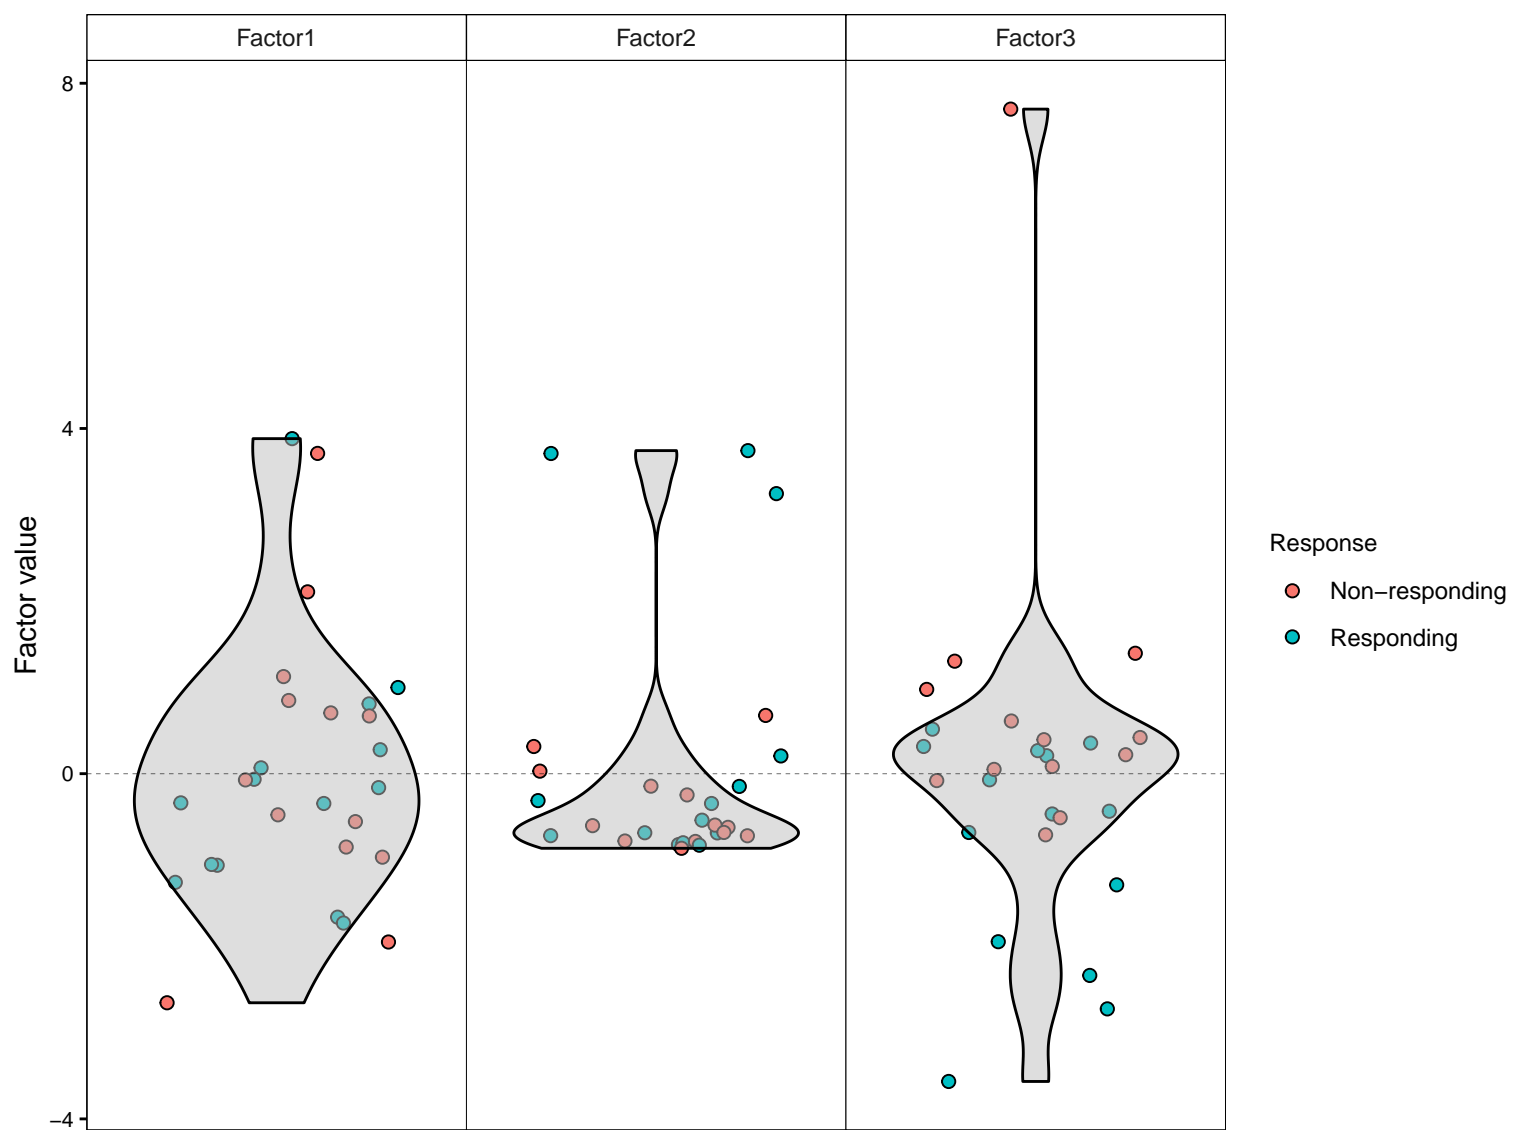 Factor1 Factor2 Factor3
8
4
0
−4
Factor value
Response
Non−responding
Responding